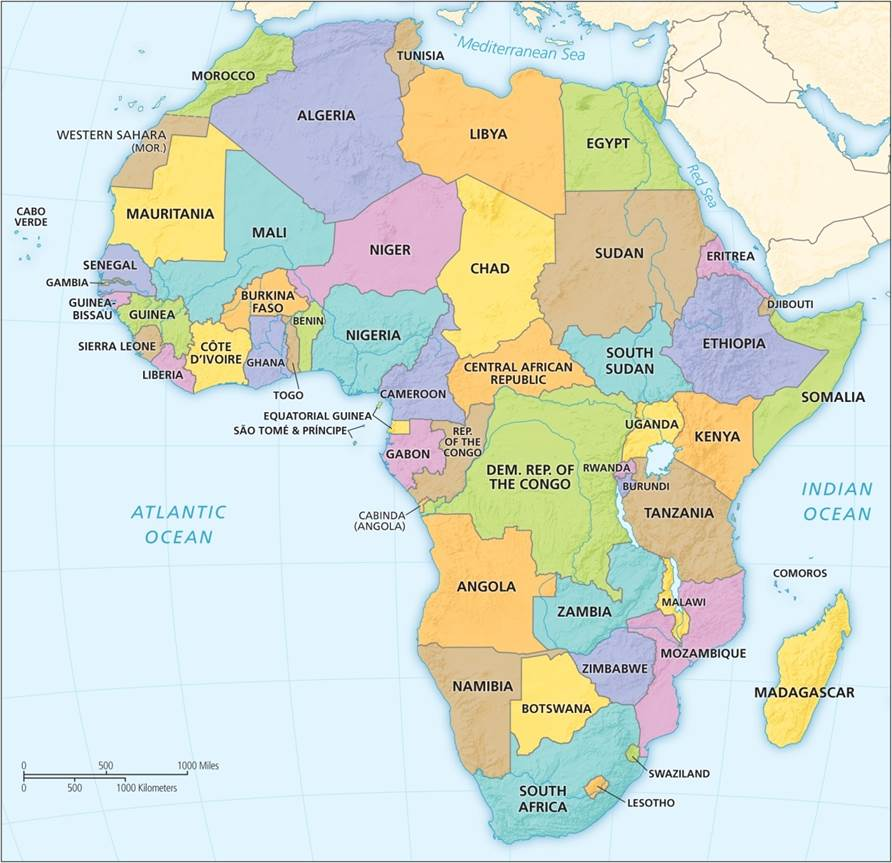 TUNISIA
Mediterranean Sea
MOROCCO
ALGERIA
LIBYA
EGYPT
WESTERN SAHARA
(MOR.)
Red Sea
CABO
VERDE
MAURITANIA
MALI
NIGER
CHAD
SUDAN
ERITREA
SENEGAL
GAMBIA
GUINEA-
BISSAU
GUINEA
BURKINA
FASO
BENIN
NIGERIA
DJIBOUTI
SIERRA LEONE
CÔTE
D'IVOIRE
GHANA
LIBERIA
TOGO
CAMEROON
CENTRAL AFRICAN
REPUBLIC
SOUTH
SUDAN
ETHIOPIA
SOMALIA
EQUATORIAL GUINEA
SÃO TOMÉ & PRÍNCIPE
GABON
REP.
OF THE
CONGO
DEM. REP. OF
THE CONGO
UGANDA
KENYA
RWANDA
BURUNDI
TANZANIA
ATLANTIC
OCEAN
INDIAN
OCEAN
CABINDA
(ANGOLA)
ANGOLA
ZAMBIA
MALAWI
COMOROS
MOZAMBIQUE
ZIMBABWE
NAMIBIA
BOTSWANA
MADAGASCAR
SWAZILAND
LESOTHO
SOUTH
AFRICA
0 500 1000 Miles
0 500 1000 Kilometers